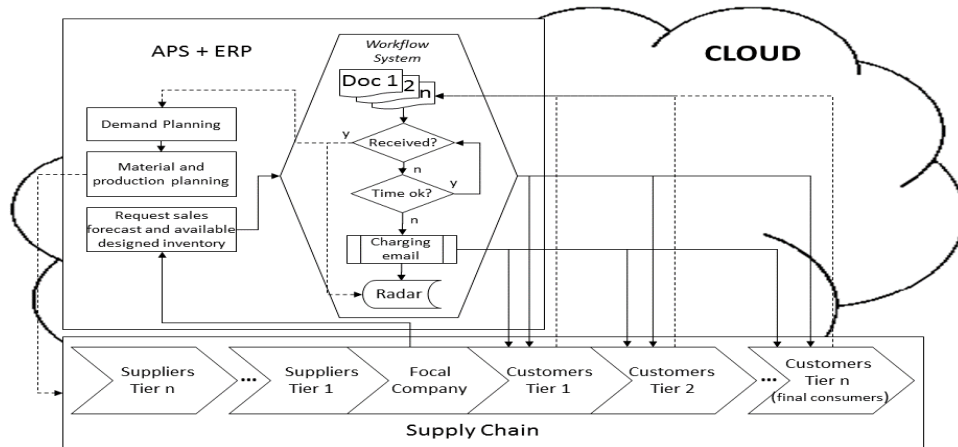 APS + ERP
Workflow
System
CLOUD
Doc 1
2
n
Demand Planning
y
Received?
Material and
production planning
n
Time ok?
y
Request sales
forecast and available
designed inventory
n
Charging
email
Radar
Suppliers
Tier n
...
Suppliers
Tier 1
Focal
Company
Customers
Tier 1
Customers
Tier 2
...
Customers
Tier n
(final consumers)
Supply Chain